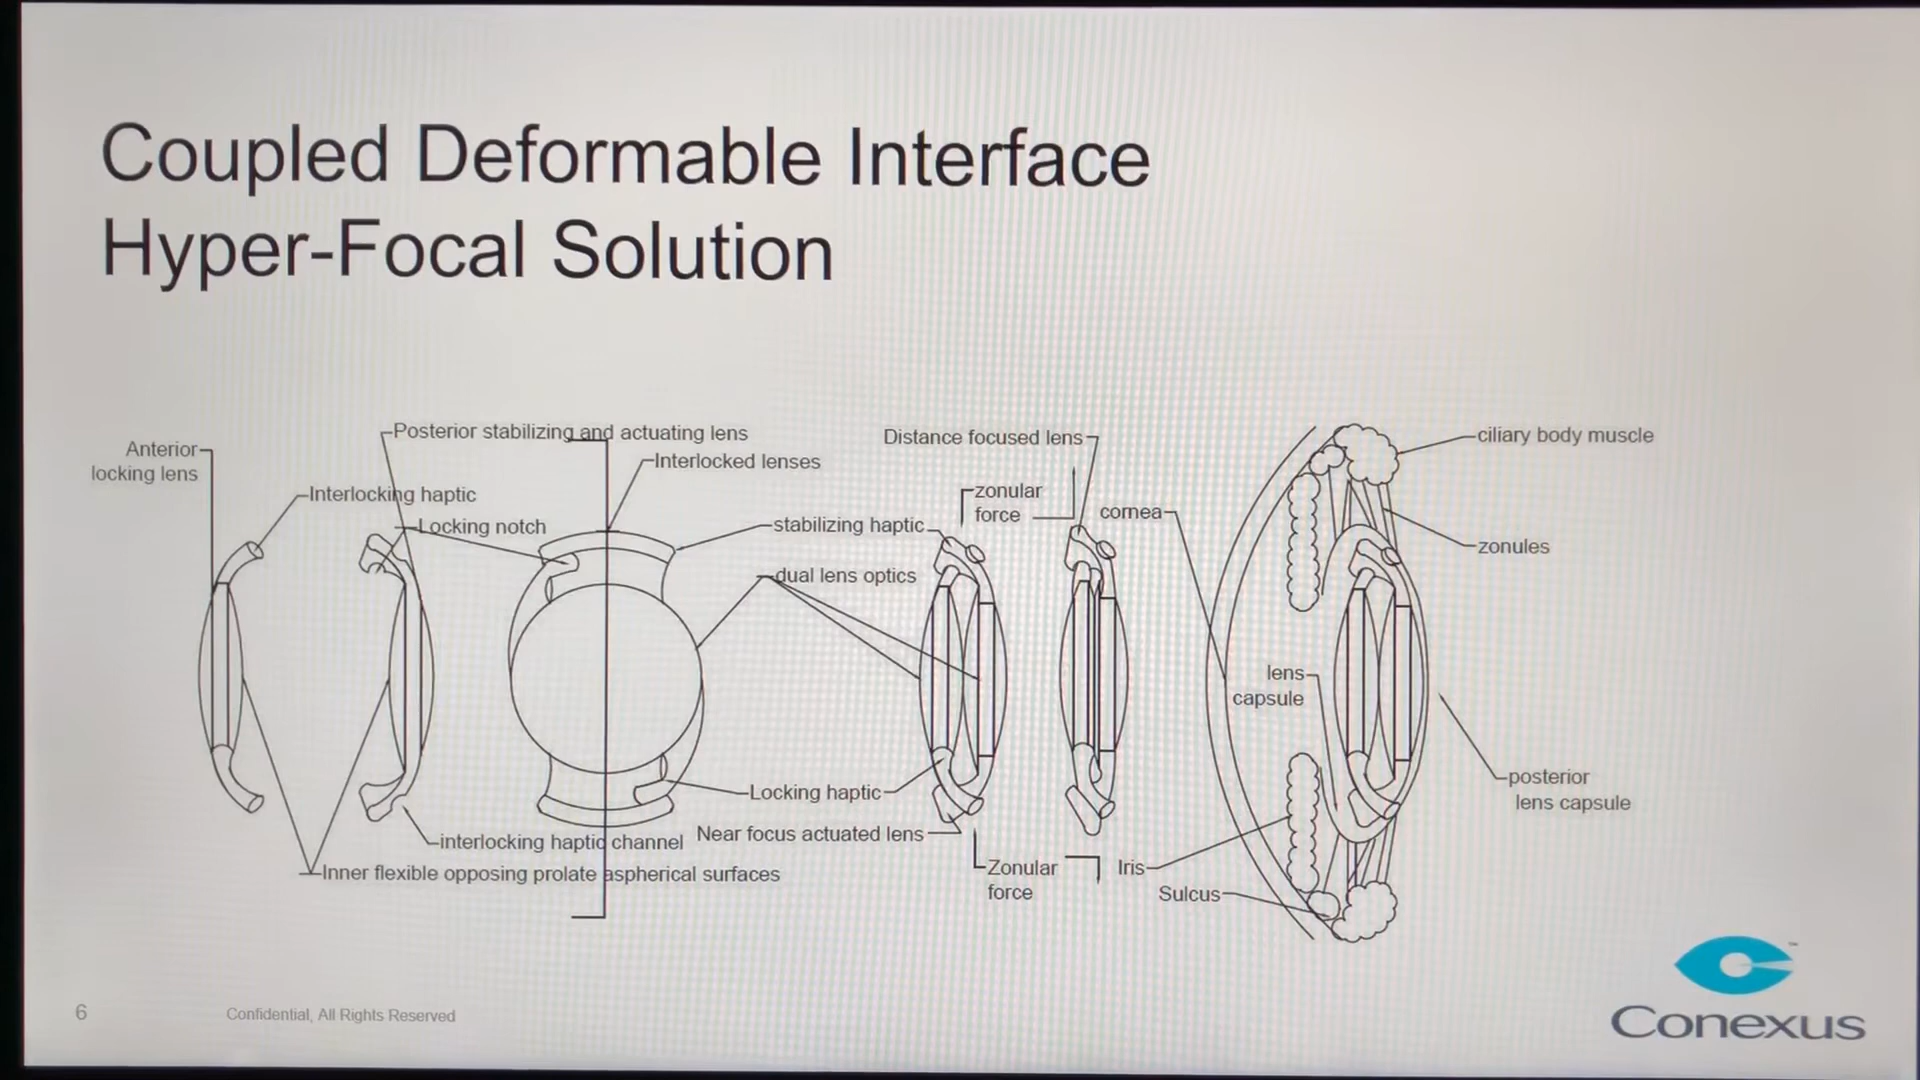 Coupled Deformable Interface
Hyper-Focal Solution
Anterior
locking lens
Posterior stabilizing and actuating lens
Interlocked lenses
Interlocking haptic
Locking notch
stabilizing haptic
dual lens optics
Distance focused lens
zonular
force
cornea
ciliary body muscle
zonules
lens
capsule
posterior
lens capsule
Locking haptic
Near focus actuated lens
interlocking haptic channel
Inner flexible opposing prolate aspherical surfaces
Zonular
force
Iris
Sulcus
6
Confidential, All Rights Reserved
Conexus
™